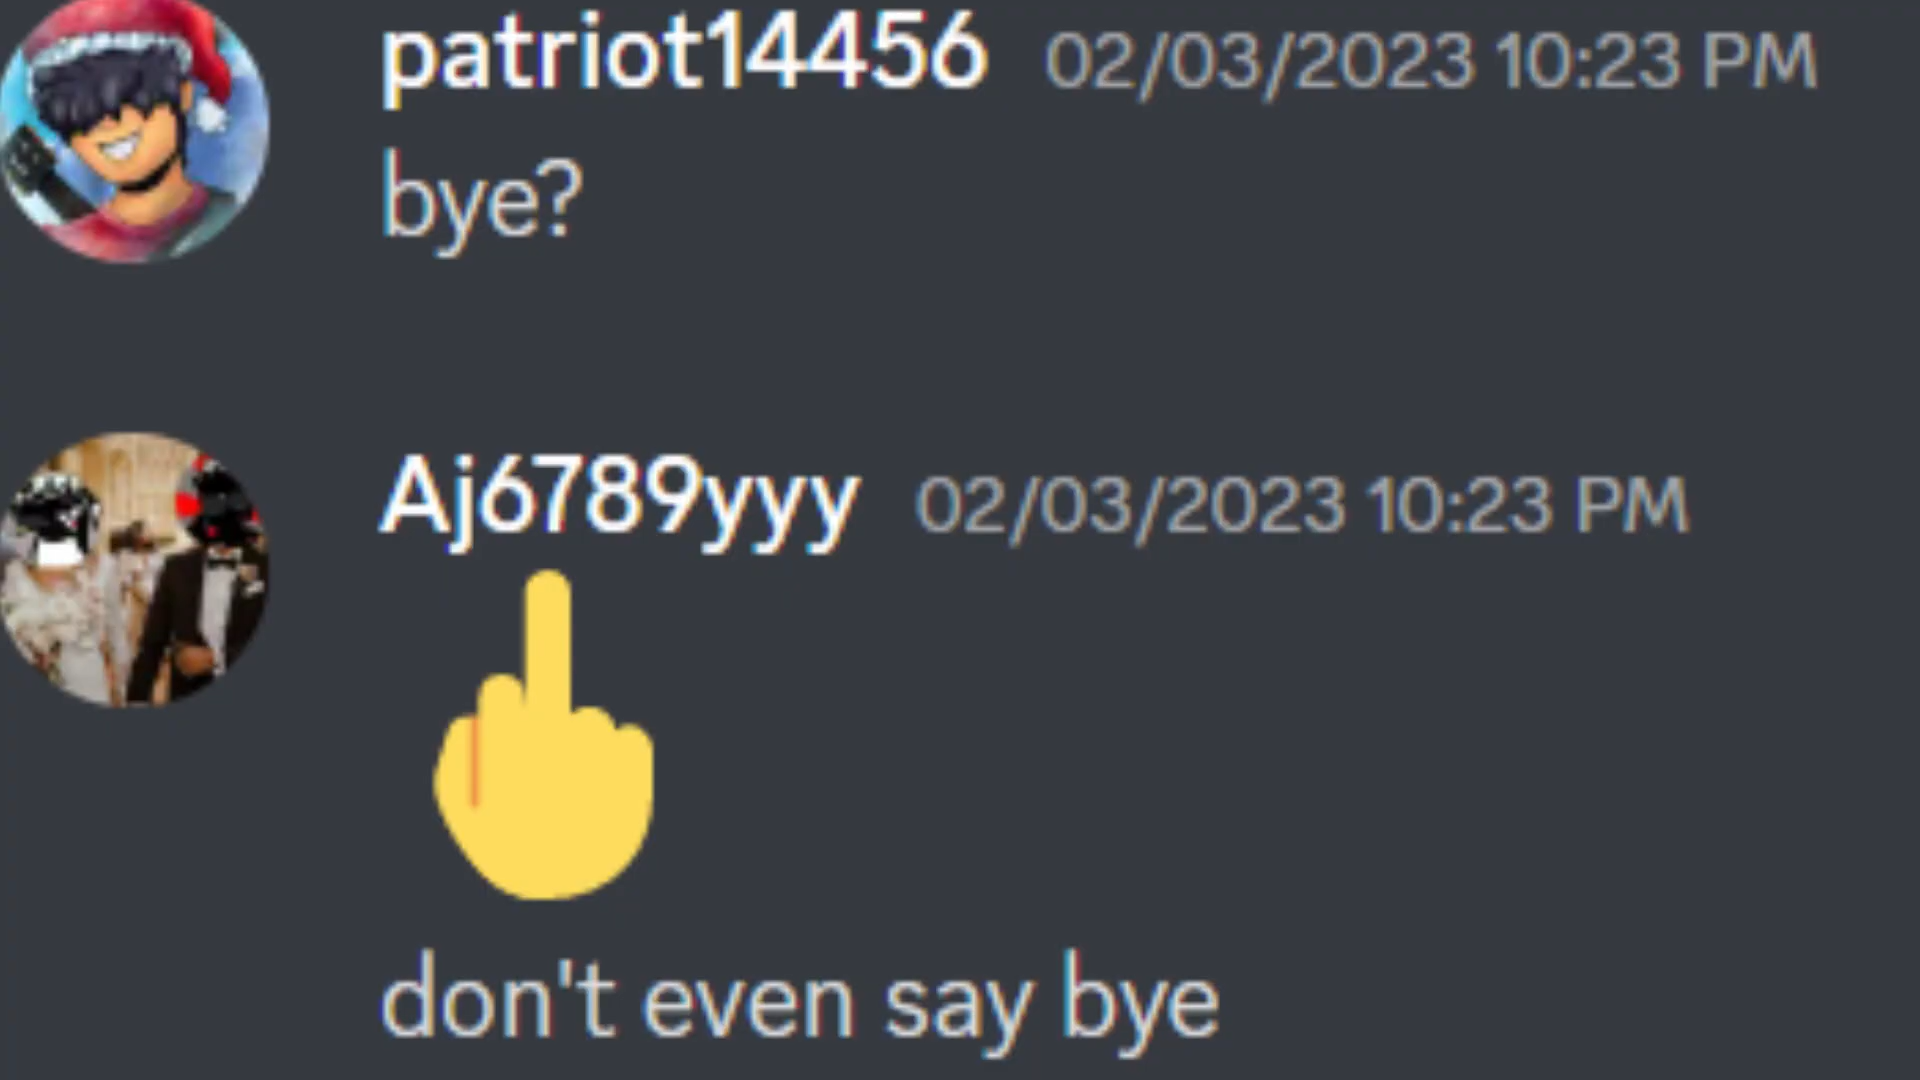 patriot14456 02/03/2023 10:23 PM
bye?
Aj6789yyy 02/03/2023 10:23 PM
🖕
don't even say bye